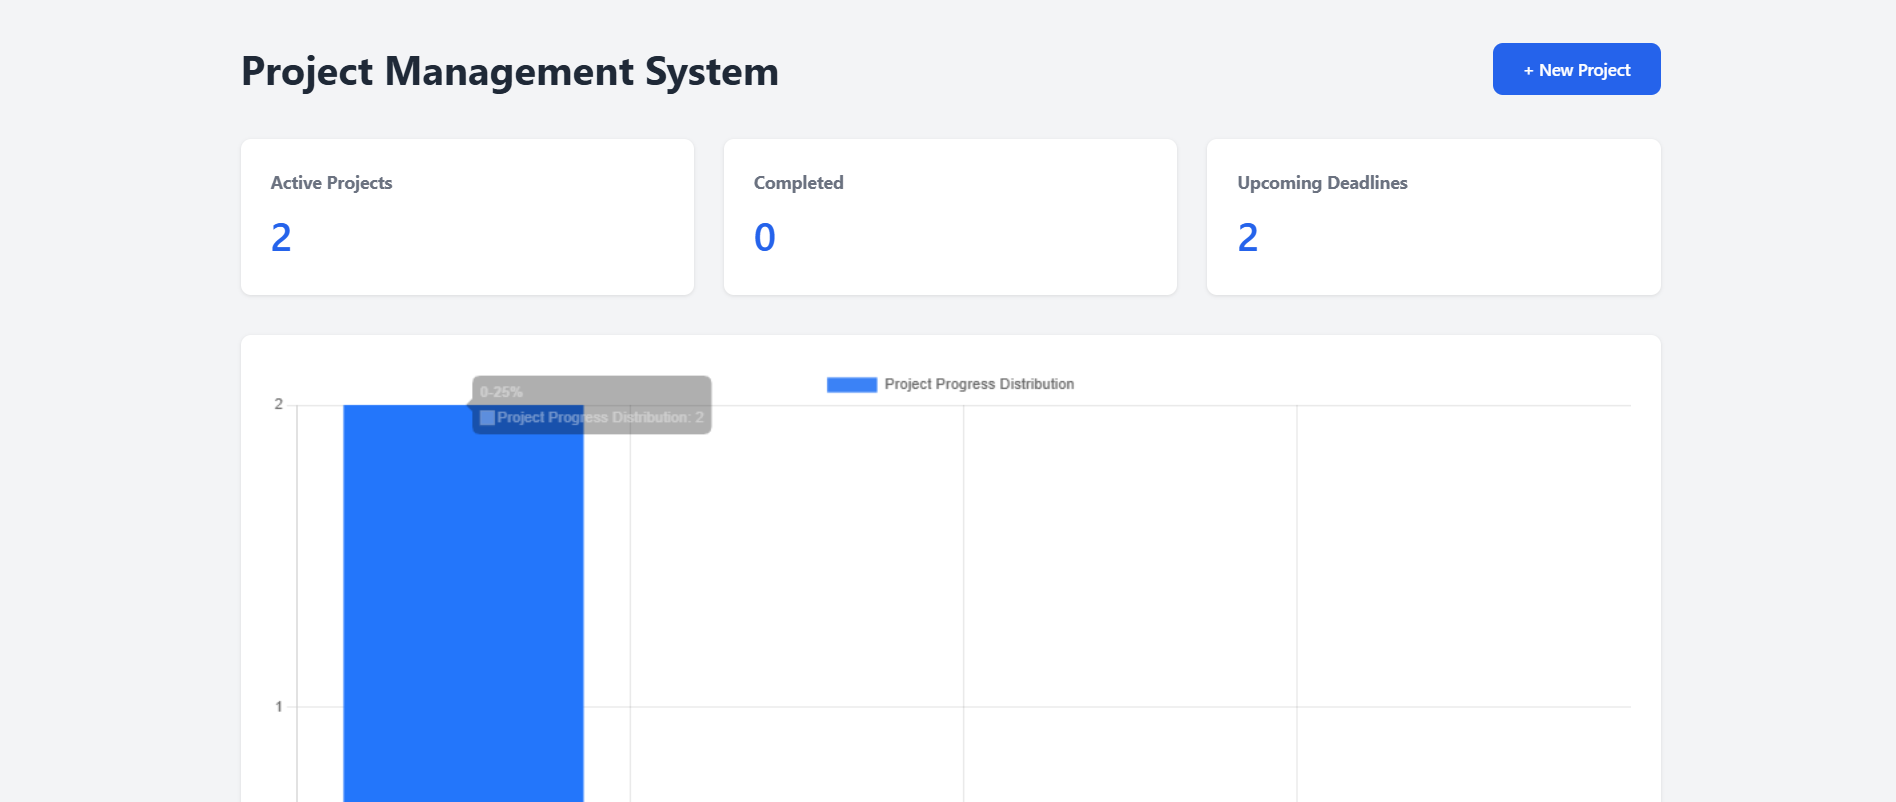 Project Management System
+ New Project
Active Projects
2
Completed
0
Upcoming Deadlines
2
Project Progress Distribution
0-25%
Project Progress Distribution: 2
2
1